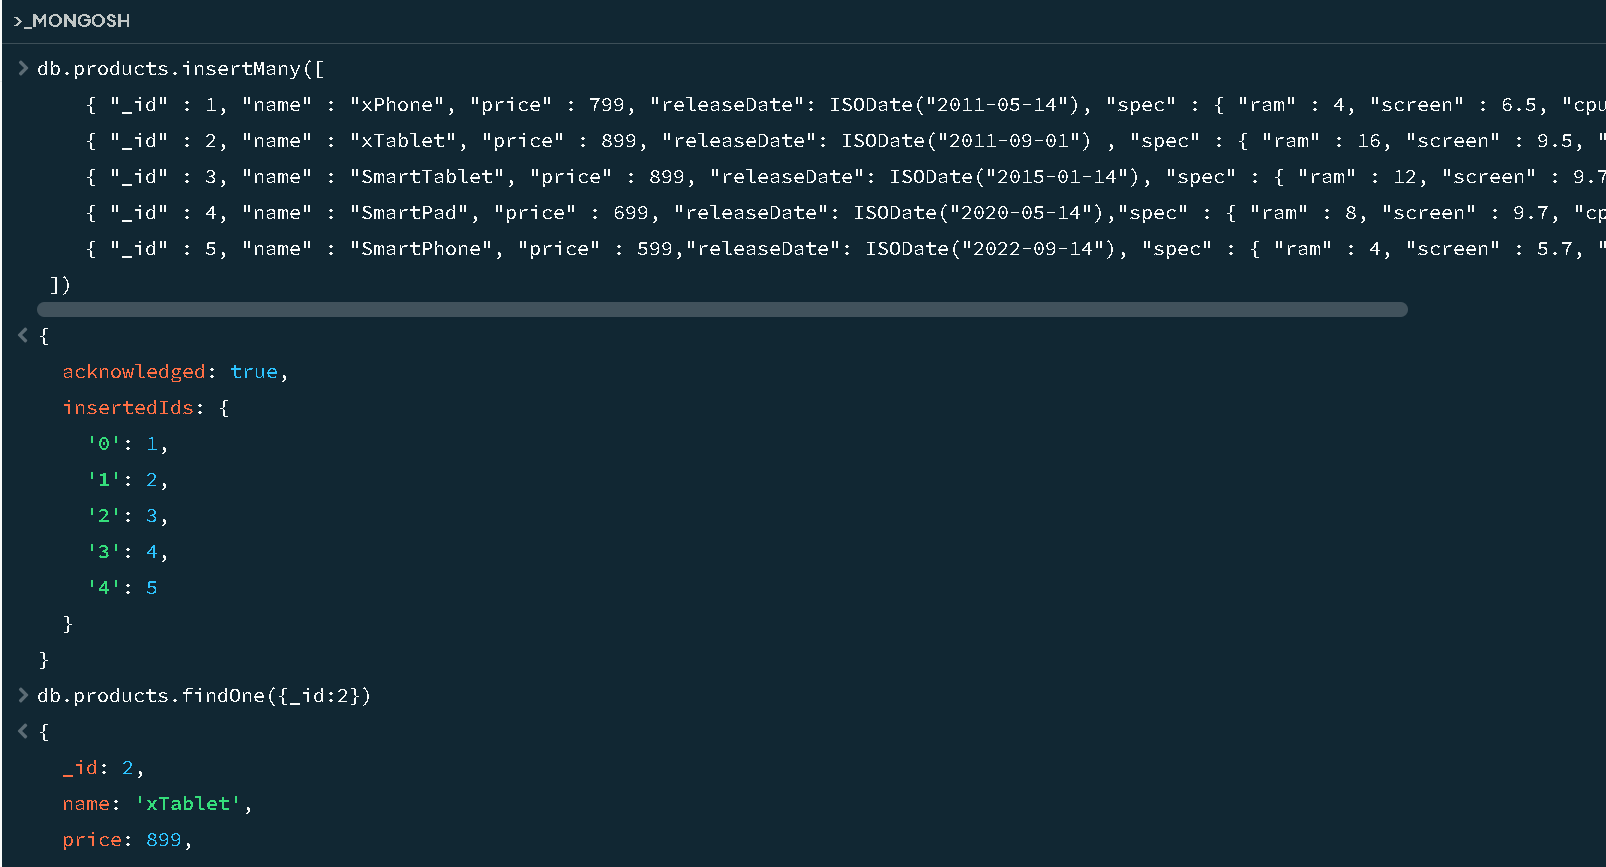 >_MONGOSH
> db.products.insertMany([
{ "_id" : 1, "name" : "xPhone", "price" : 799, "releaseDate": ISODate("2011-05-14"), "spec" : { "ram" : 4, "screen" : 6.5, "cpu
{ "_id" : 2, "name" : "xTablet", "price" : 899, "releaseDate": ISODate("2011-09-01") , "spec" : { "ram" : 16, "screen" : 9.5, "
{ "_id" : 3, "name" : "SmartTablet", "price" : 899, "releaseDate": ISODate("2015-01-14"), "spec" : { "ram" : 12, "screen" : 9.7
{ "_id" : 4, "name" : "SmartPad", "price" : 699, "releaseDate": ISODate("2020-05-14"),"spec" : { "ram" : 8, "screen" : 9.7, "cp
{ "_id" : 5, "name" : "SmartPhone", "price" : 599,"releaseDate": ISODate("2022-09-14"), "spec" : { "ram" : 4, "screen" : 5.7, "
])
< {
acknowledged: true,
insertedIds: {
'0': 1,
'1': 2,
'2': 3,
'3': 4,
'4': 5
}
}
> db.products.findOne({_id:2})
< {
_id: 2,
name: 'xTablet',
price: 899,